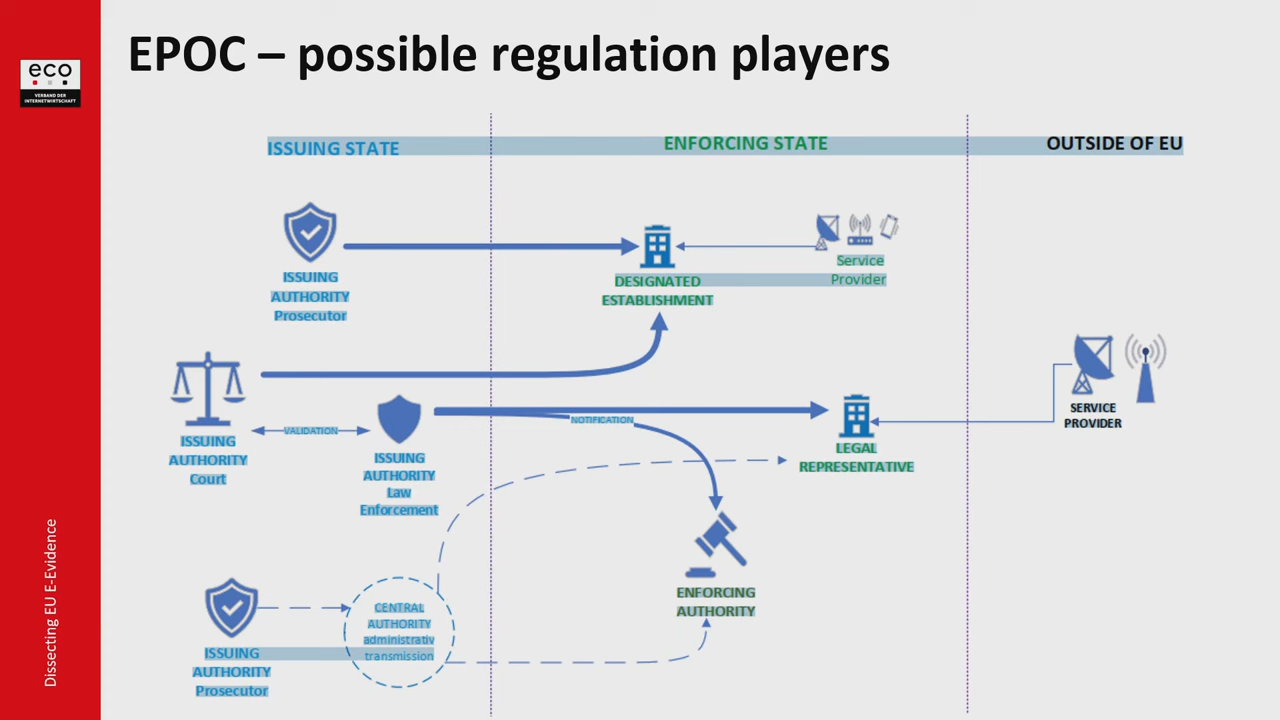 EPOC – possible regulation players
eco
VERBAND DER
INTERNETWIRTSCHAFT
ISSUING STATE
ENFORCING STATE
OUTSIDE OF EU
ISSUING
AUTHORITY
Prosecutor
DESIGNATED
ESTABLISHMENT
Service
Provider
ISSUING
AUTHORITY
Court
VALIDATION
ISSUING
AUTHORITY
Law
Enforcement
NOTIFICATION
LEGAL
REPRESENTATIVE
SERVICE
PROVIDER
ENFORCING
AUTHORITY
ISSUING
AUTHORITY
Prosecutor
CENTRAL
AUTHORITY
administrativ
transmission
Dissecting EU E-Evidence